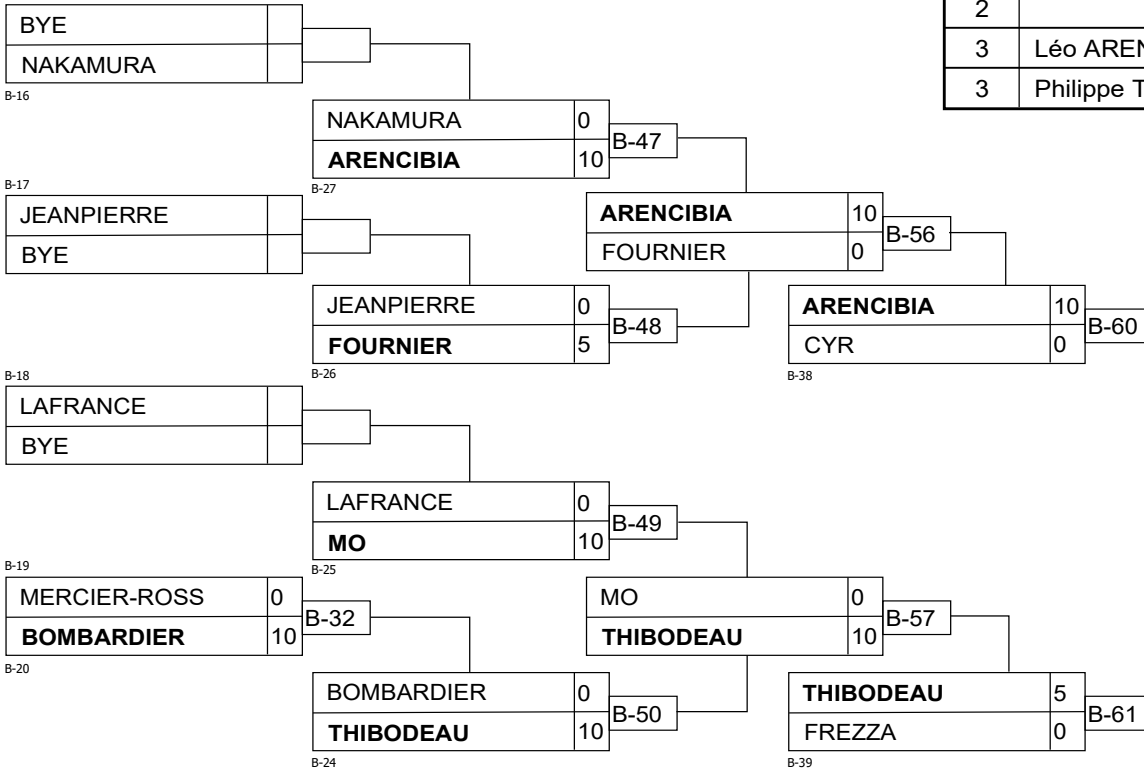 BYE
NAKAMURA
B-16
2
3 Léo
3 Philippe
NAKAMURA 0
ARENCIBIA 10
B-47
B-27
B-17
JEANPIERRE
BYE
ARENCIBIA 10
FOURNIER 0
B-56
JEANPIERRE 0
FOURNIER 5
B-48
B-26
ARENCIBIA 10
CYR 0
B-60
B-38
B-18
LAFRANCE
BYE
LAFRANCE 0
MO 10
B-49
B-25
B-19
MERCIER-ROSS 0
BOMBARDIER 10
B-32
B-20
MO 0
THIBODEAU 10
B-57
BOMBARDIER 0
THIBODEAU 10
B-50
B-24
THIBODEAU 5
FREZZA 0
B-61
B-39